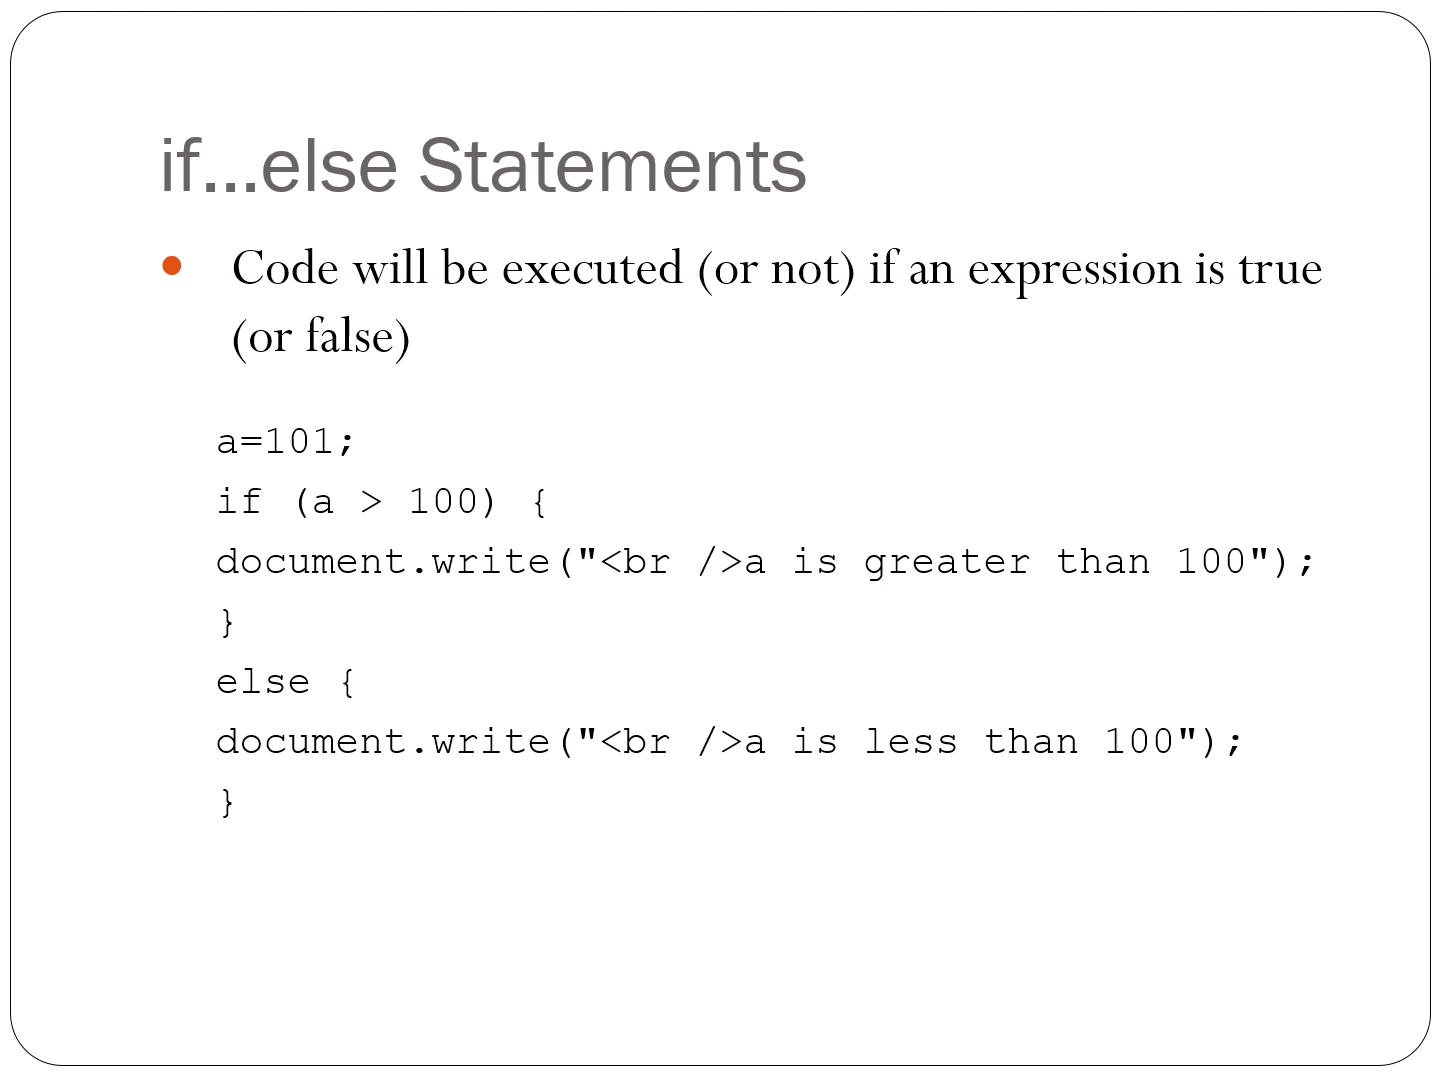 if...else Statements
Code will be executed (or not) if an expression is true
(or false)
a=101;
if (a > 100) {
document.write("<br />a is greater than 100");
}
else {
document.write("<br />a is less than 100");
}